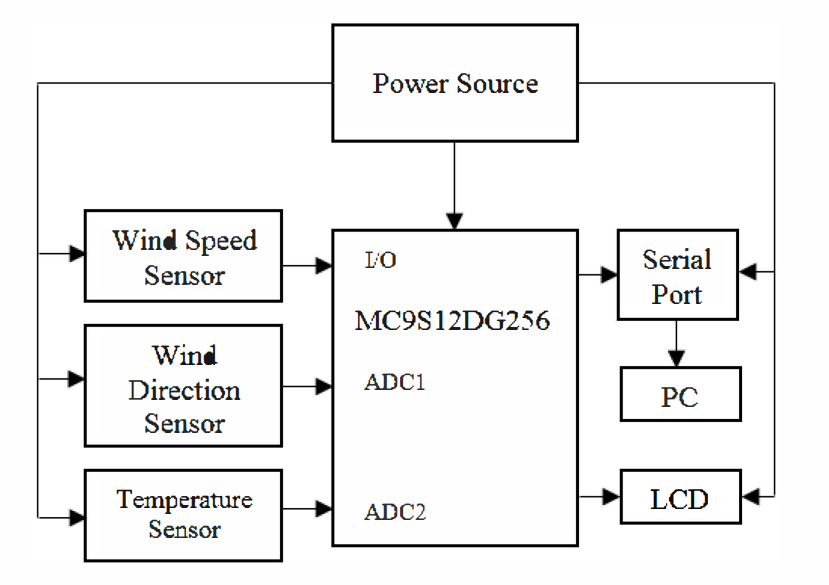 Power Source
Wind Speed
Sensor
I/O
Serial
Port
MC9S12DG256
Wind
Direction
Sensor
ADC1
PC
Temperature
Sensor
ADC2
LCD